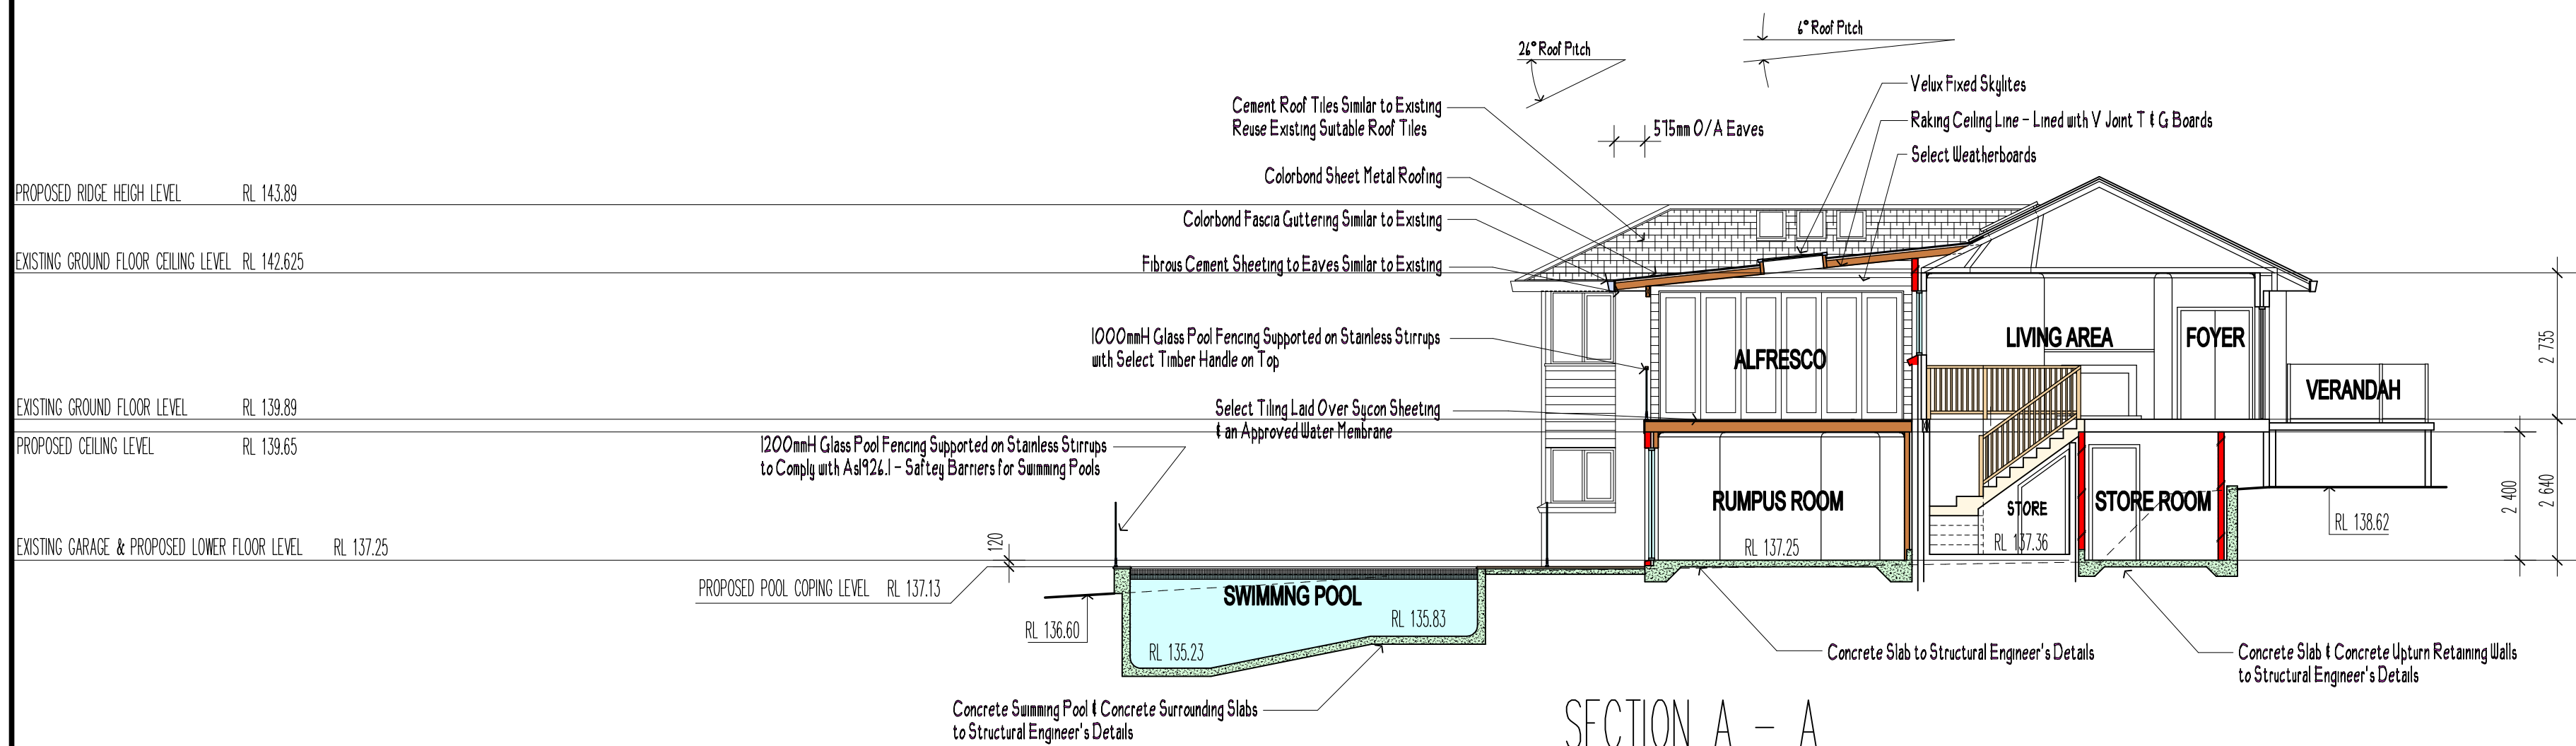 6° Roof Pitch
26° Roof Pitch
Velux Fixed Skylites
Cement Roof Tiles Similar to Existing
Reuse Existing Suitable Roof Tiles
575mm O/A Eaves
Raking Ceiling Line - Lined with V Joint T & G Boards
Select Weatherboards
Colorbond Sheet Metal Roofing
PROPOSED RIDGE HEIGH LEVEL RL 143.89
Colorbond Fascia Guttering Similar to Existing
EXISTING GROUND FLOOR CEILING LEVEL RL 142.625
Fibrous Cement Sheeting to Eaves Similar to Existing
1000mmH Glass Pool Fencing Supported on Stainless Stirrups
with Select Timber Handle on Top
ALFRESCO
LIVING AREA
FOYER
2 735
VERANDAH
EXISTING GROUND FLOOR LEVEL RL 139.89
Select Tiling Laid Over Sycon Sheeting
& an Approved Water Membrane
PROPOSED CEILING LEVEL RL 139.65
1200mmH Glass Pool Fencing Supported on Stainless Stirrups
to Comply with As1926.1 - Saftey Barriers for Swimming Pools
RUMPUS ROOM
STORE
STORE ROOM
2 400
2 640
RL 138.62
EXISTING GARAGE & PROPOSED LOWER FLOOR LEVEL RL 137.25
120
RL 137.25
RL 137.36
PROPOSED POOL COPING LEVEL RL 137.13
SWIMMNG POOL
RL 136.60
RL 135.83
RL 135.23
Concrete Slab to Structural Engineer's Details
Concrete Slab & Concrete Upturn Retaining Walls
to Structural Engineer's Details
Concrete Swimming Pool & Concrete Surrounding Slabs
to Structural Engineer's Details
SECTION A - A